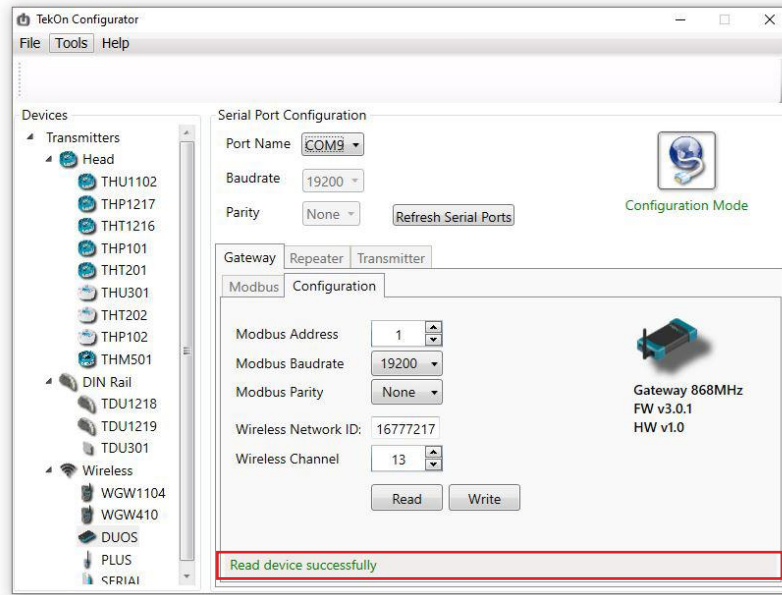 TekOn Configurator
File Tools Help
Devices
Transmitters
Head
THU1102
THP1217
THT1216
THP101
THT201
THU301
THT202
THP102
THM501
DIN Rail
TDU1218
TDU1219
TDU301
Wireless
WGW1104
WGW410
DUOS
PLUS
SERIAL
Serial Port Configuration
Port Name COM9
Baudrate 19200
Parity None Refresh Serial Ports
Configuration Mode
Gateway Repeater Transmitter
Modbus Configuration
Modbus Address 1
Modbus Baudrate 19200
Modbus Parity None
Wireless Network ID: 16777217
Wireless Channel 13
Read Write
Gateway 868MHz
FW v3.0.1
HW v1.0
Read device successfully